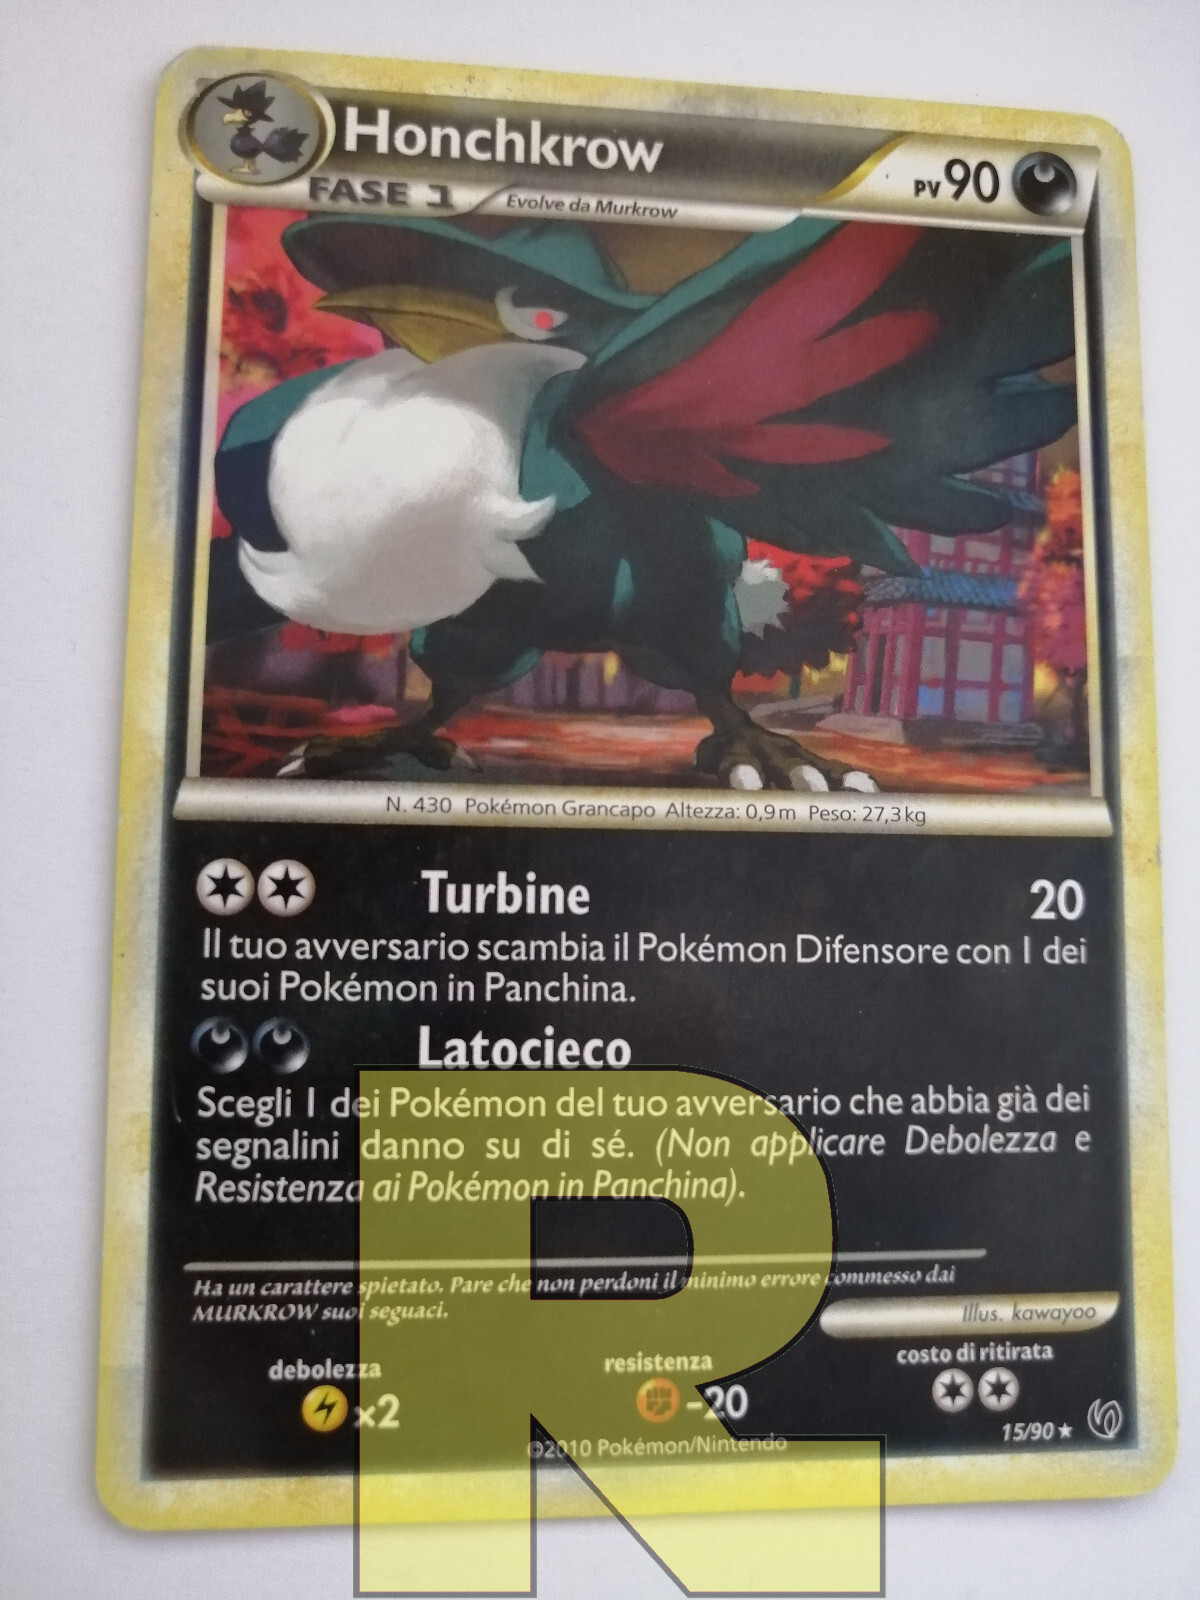 Honchkrow
PV 90
FASE 1
Evolve da Murkrow
N. 430 Pokémon Grancapo Altezza: 0,9m Peso: 27,3kg
Turbine 20
Il tuo avversario scambia il Pokémon Difensore con 1 dei
suoi Pokémon in Panchina.
Latocieco
Scegli 1 dei Pokémon del tuo avversario che abbia già dei
segnalini danno su di sé. (Non applicare Debolezza e
Resistenza ai Pokémon in Panchina).
Ha un carattere spietato. Pare che non perdoni il minimo errore commesso dai
MURKROW suoi seguaci.
Illus. kawayoo
debolezza
x2
resistenza
-20
costo di ritirata
15/90 ★
©2010 Pokémon/Nintendo
R